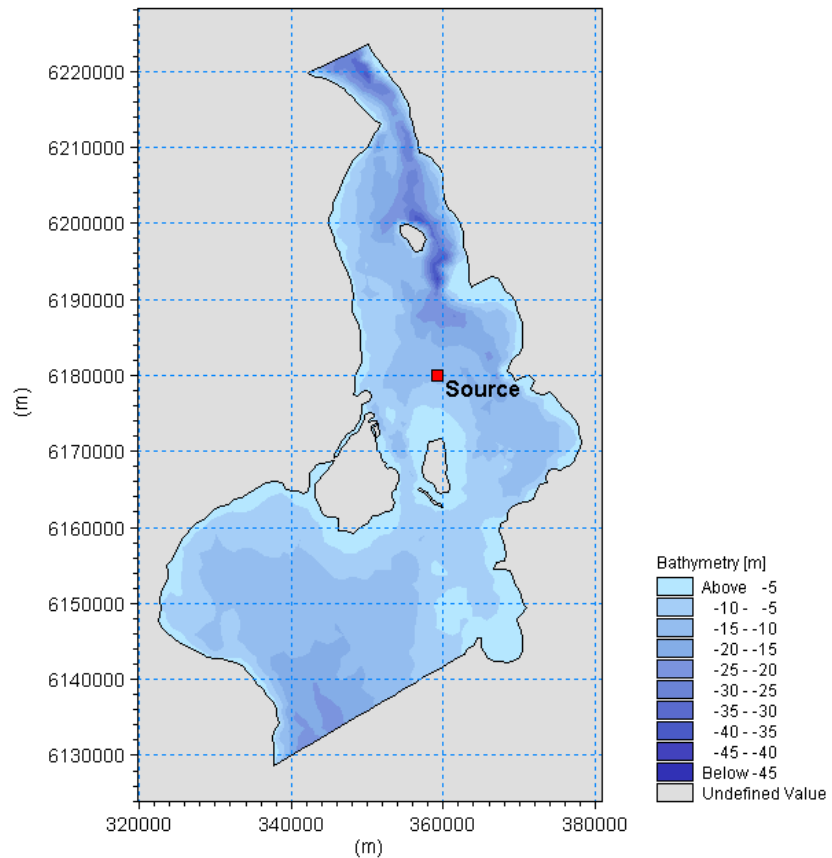 6220000
6210000
6200000
6190000
6180000
6170000
6160000
6150000
6140000
6130000
(m)
Source
320000 340000 360000 380000
(m)
Bathymetry [m]
Above -5
-10 - -5
-15 - -10
-20 - -15
-25 - -20
-30 - -25
-35 - -30
-40 - -35
-45 - -40
Below -45
Undefined Value